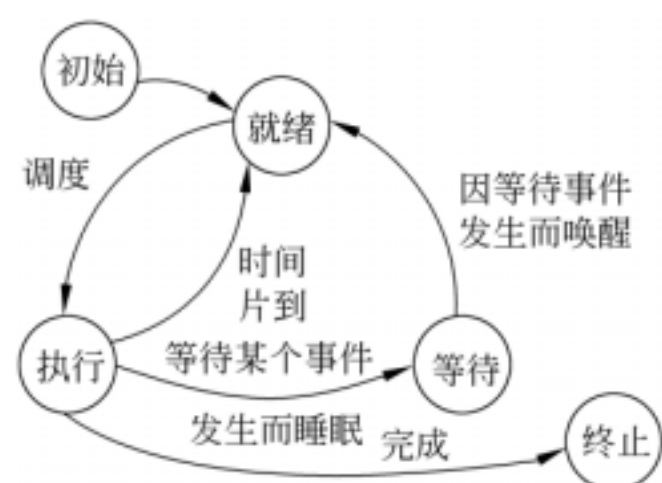 初始
就绪
调度
因等待事件
发生而唤醒
时间
片到
执行
等待某个事件
等待
发生而睡眠
完成
终止